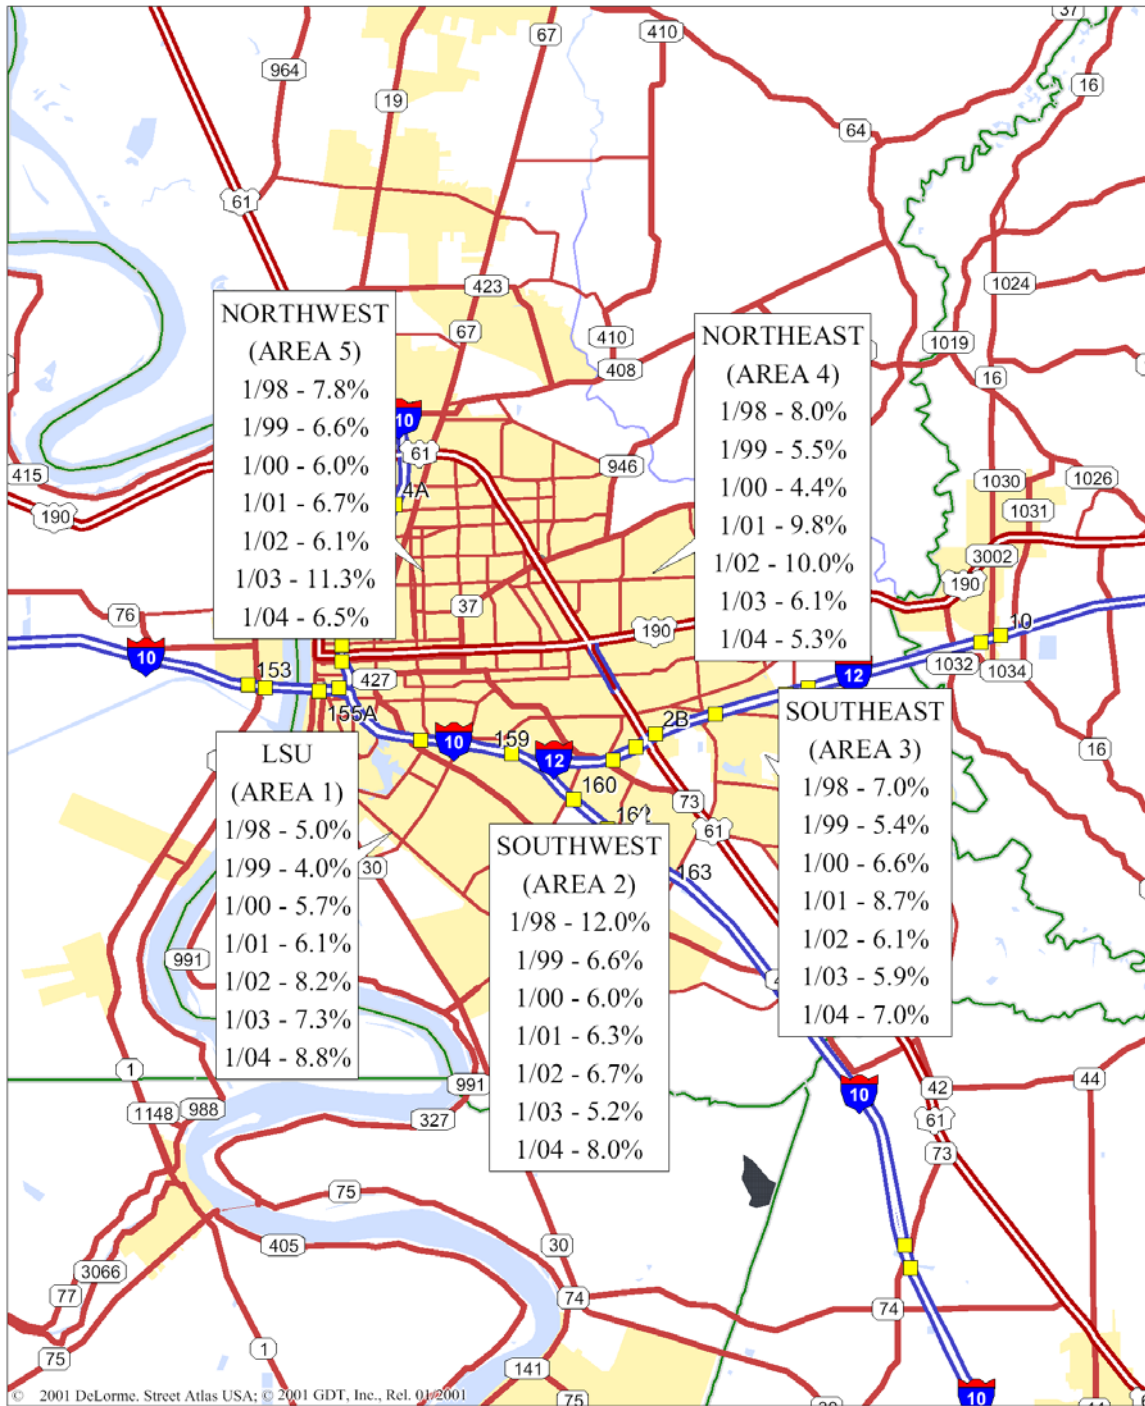 37
67
410
964
16
19
64
61
1024
423
NORTHWEST
(AREA 5)
1/98 - 7.8%
1/99 - 6.6%
1/00 - 6.0%
1/01 - 6.7%
1/02 - 6.1%
1/03 - 11.3%
1/04 - 6.5%
NORTHEAST
(AREA 4)
1/98 - 8.0%
1/99 - 5.5%
1/00 - 4.4%
1/01 - 9.8%
1/02 - 10.0%
1/03 - 6.1%
1/04 - 5.3%
67
410
1019
408
16
10
61
946
415
4A
1030
1026
190
1031
3002
190
76
37
10
190
10
153
427
1032
1034
12
155A
10
159
2B
16
12
LSU
(AREA 1)
1/98 - 5.0%
1/99 - 4.0%
1/00 - 5.7%
1/01 - 6.1%
1/02 - 8.2%
1/03 - 7.3%
1/04 - 8.8%
SOUTHEAST
(AREA 3)
1/98 - 7.0%
1/99 - 5.4%
1/00 - 6.6%
1/01 - 8.7%
1/02 - 6.1%
1/03 - 5.9%
1/04 - 7.0%
160
73
61
SOUTHWEST
(AREA 2)
1/98 - 12.0%
1/99 - 6.6%
1/00 - 6.0%
1/01 - 6.3%
1/02 - 6.7%
1/03 - 5.2%
1/04 - 8.0%
30
163
991
1
991
42
44
10
1148
988
327
61
73
75
405
30
3066
77
74
74
1
75
141
10
75
© 2001 DeLorme. Street Atlas USA; © 2001 GDT, Inc., Rel. 01/2001